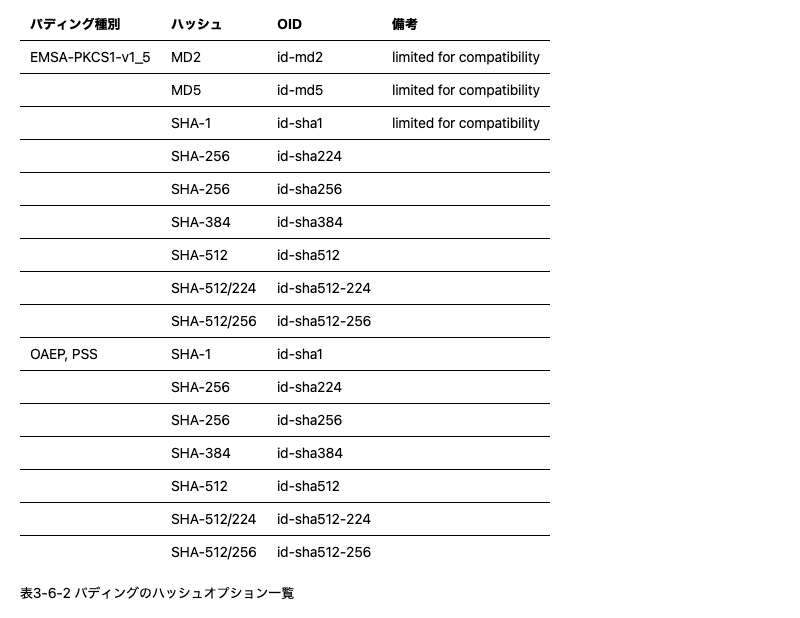 パディング種別 ハッシュ OID 備考
EMSA-PKCS1-v1_5 MD2 id-md2 limited for compatibility
MD5 id-md5 limited for compatibility
SHA-1 id-sha1 limited for compatibility
SHA-256 id-sha224
SHA-256 id-sha256
SHA-384 id-sha384
SHA-512 id-sha512
SHA-512/224 id-sha512-224
SHA-512/256 id-sha512-256
OAEP, PSS SHA-1 id-sha1
SHA-256 id-sha224
SHA-256 id-sha256
SHA-384 id-sha384
SHA-512 id-sha512
SHA-512/224 id-sha512-224
SHA-512/256 id-sha512-256
表3-6-2 パディングのハッシュオプション一覧